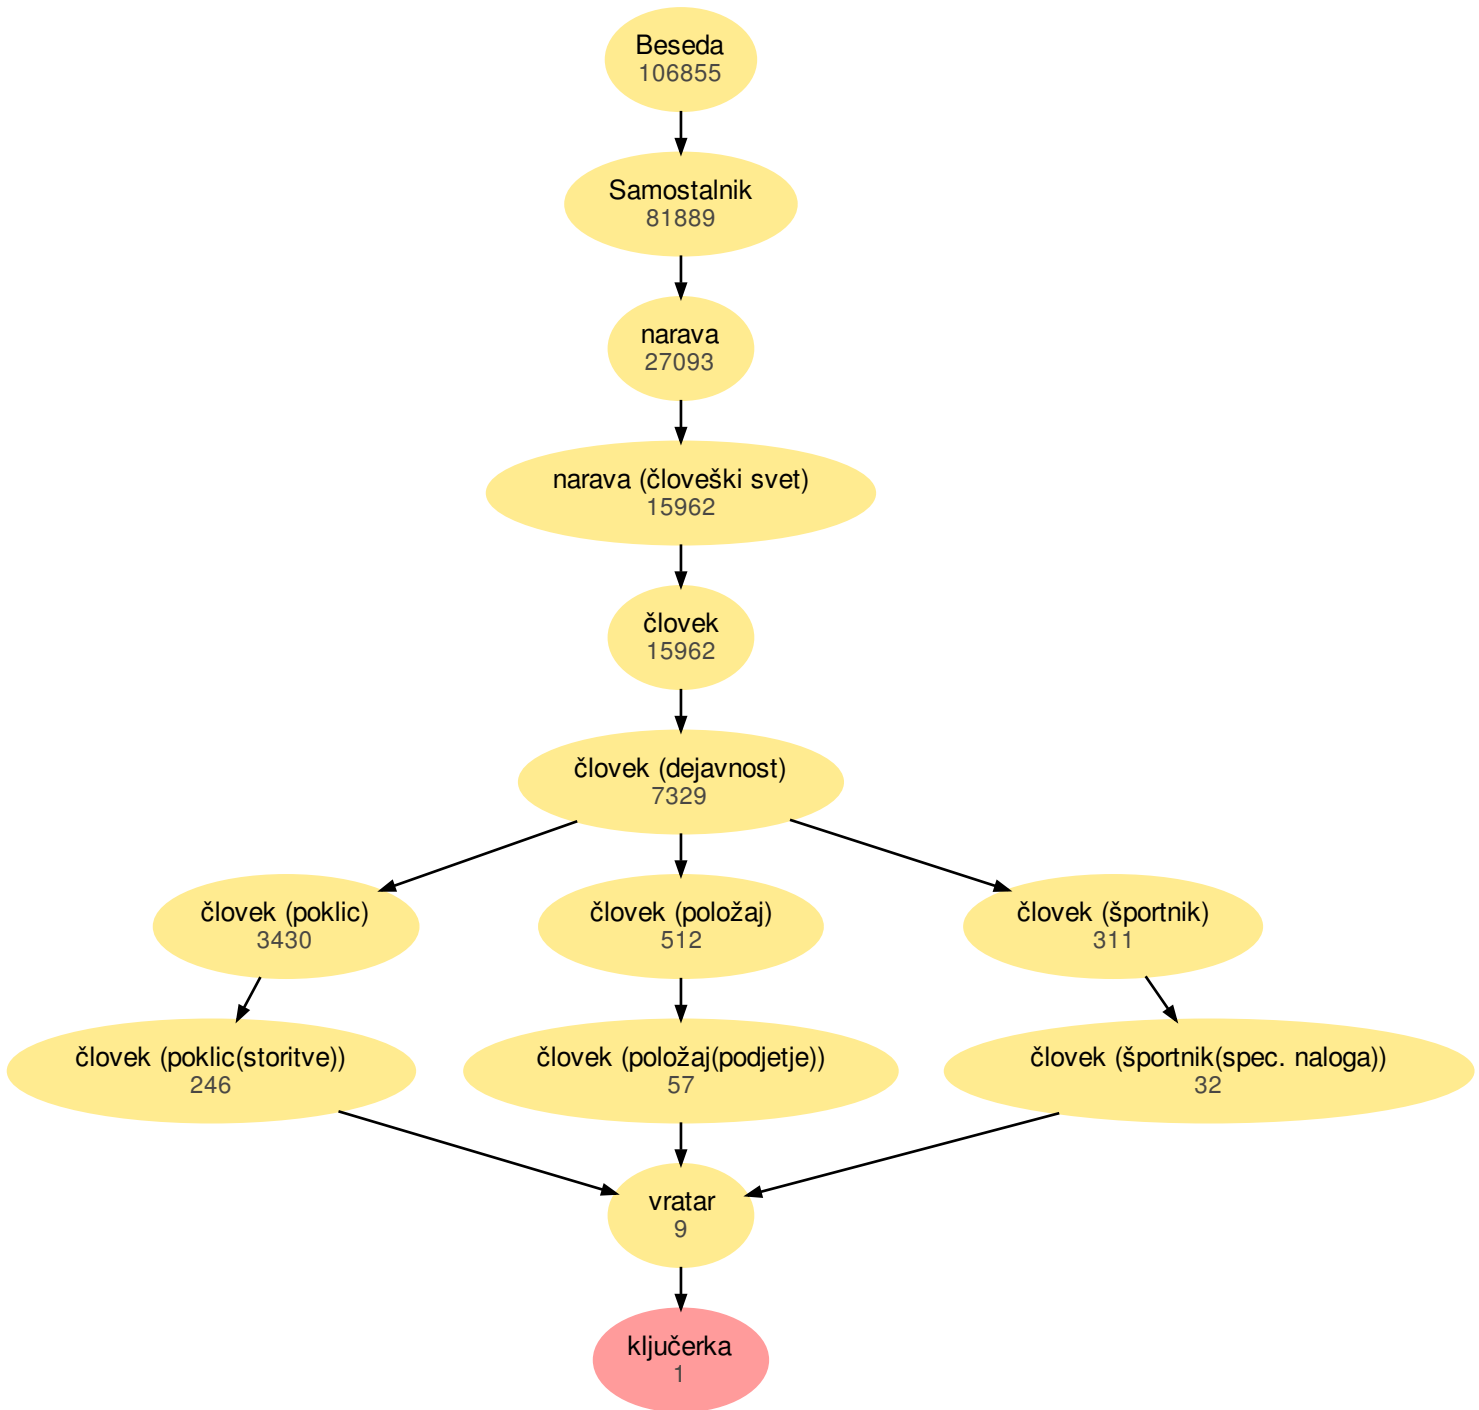 Beseda
106855
Samostalnik
81889
narava
27093
narava (človeški svet)
15962
človek
15962
človek (dejavnost)
7329
človek (poklic)
3430
človek (položaj)
512
človek (športnik)
311
človek (poklic(storitve))
246
človek (položaj(podjetje))
57
človek (športnik(spec. naloga))
32
vratar
9
ključerka
1